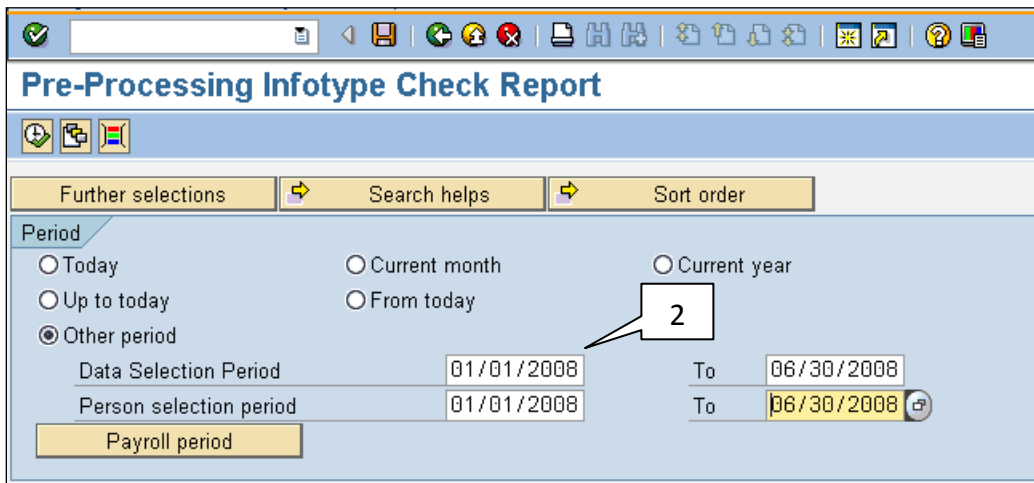 Pre-Processing Infotype Check Report
Further selections Search helps Sort order
Period
Today Current month Current year
Up to today From today
2
Other period
Data Selection Period 01/01/2008 To 06/30/2008
Person selection period 01/01/2008 To 06/30/2008
Payroll period